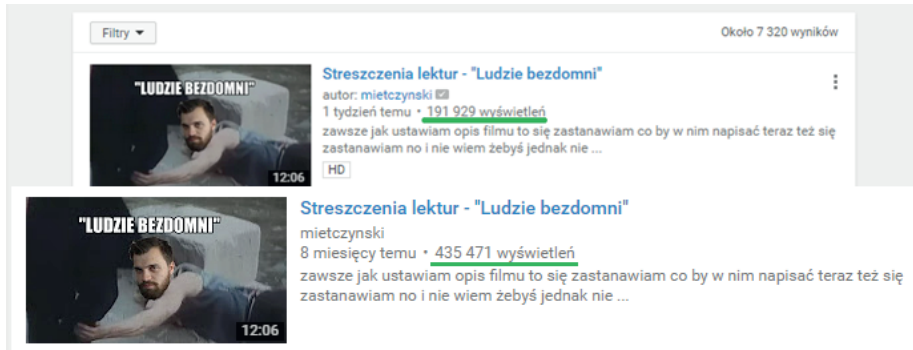 Filtry
Około 7 320 wyników
"LUDZIE BEZDOMNI"
12:06
Streszczenia lektur - "Ludzie bezdomni"
autor: mietczynski
1 tydzień temu • 191 929 wyświetleń
zawsze jak ustawiam opis filmu to się zastanawiam co by w nim napisać teraz też się
zastanawiam no i nie wiem żebyś jednak nie ...
HD
"LUDZIE BEZDOMNI"
12:06
Streszczenia lektur - "Ludzie bezdomni"
mietczynski
8 miesięcy temu • 435 471 wyświetleń
zawsze jak ustawiam opis filmu to się zastanawiam co by w nim napisać teraz też się
zastanawiam no i nie wiem żebyś jednak nie ...